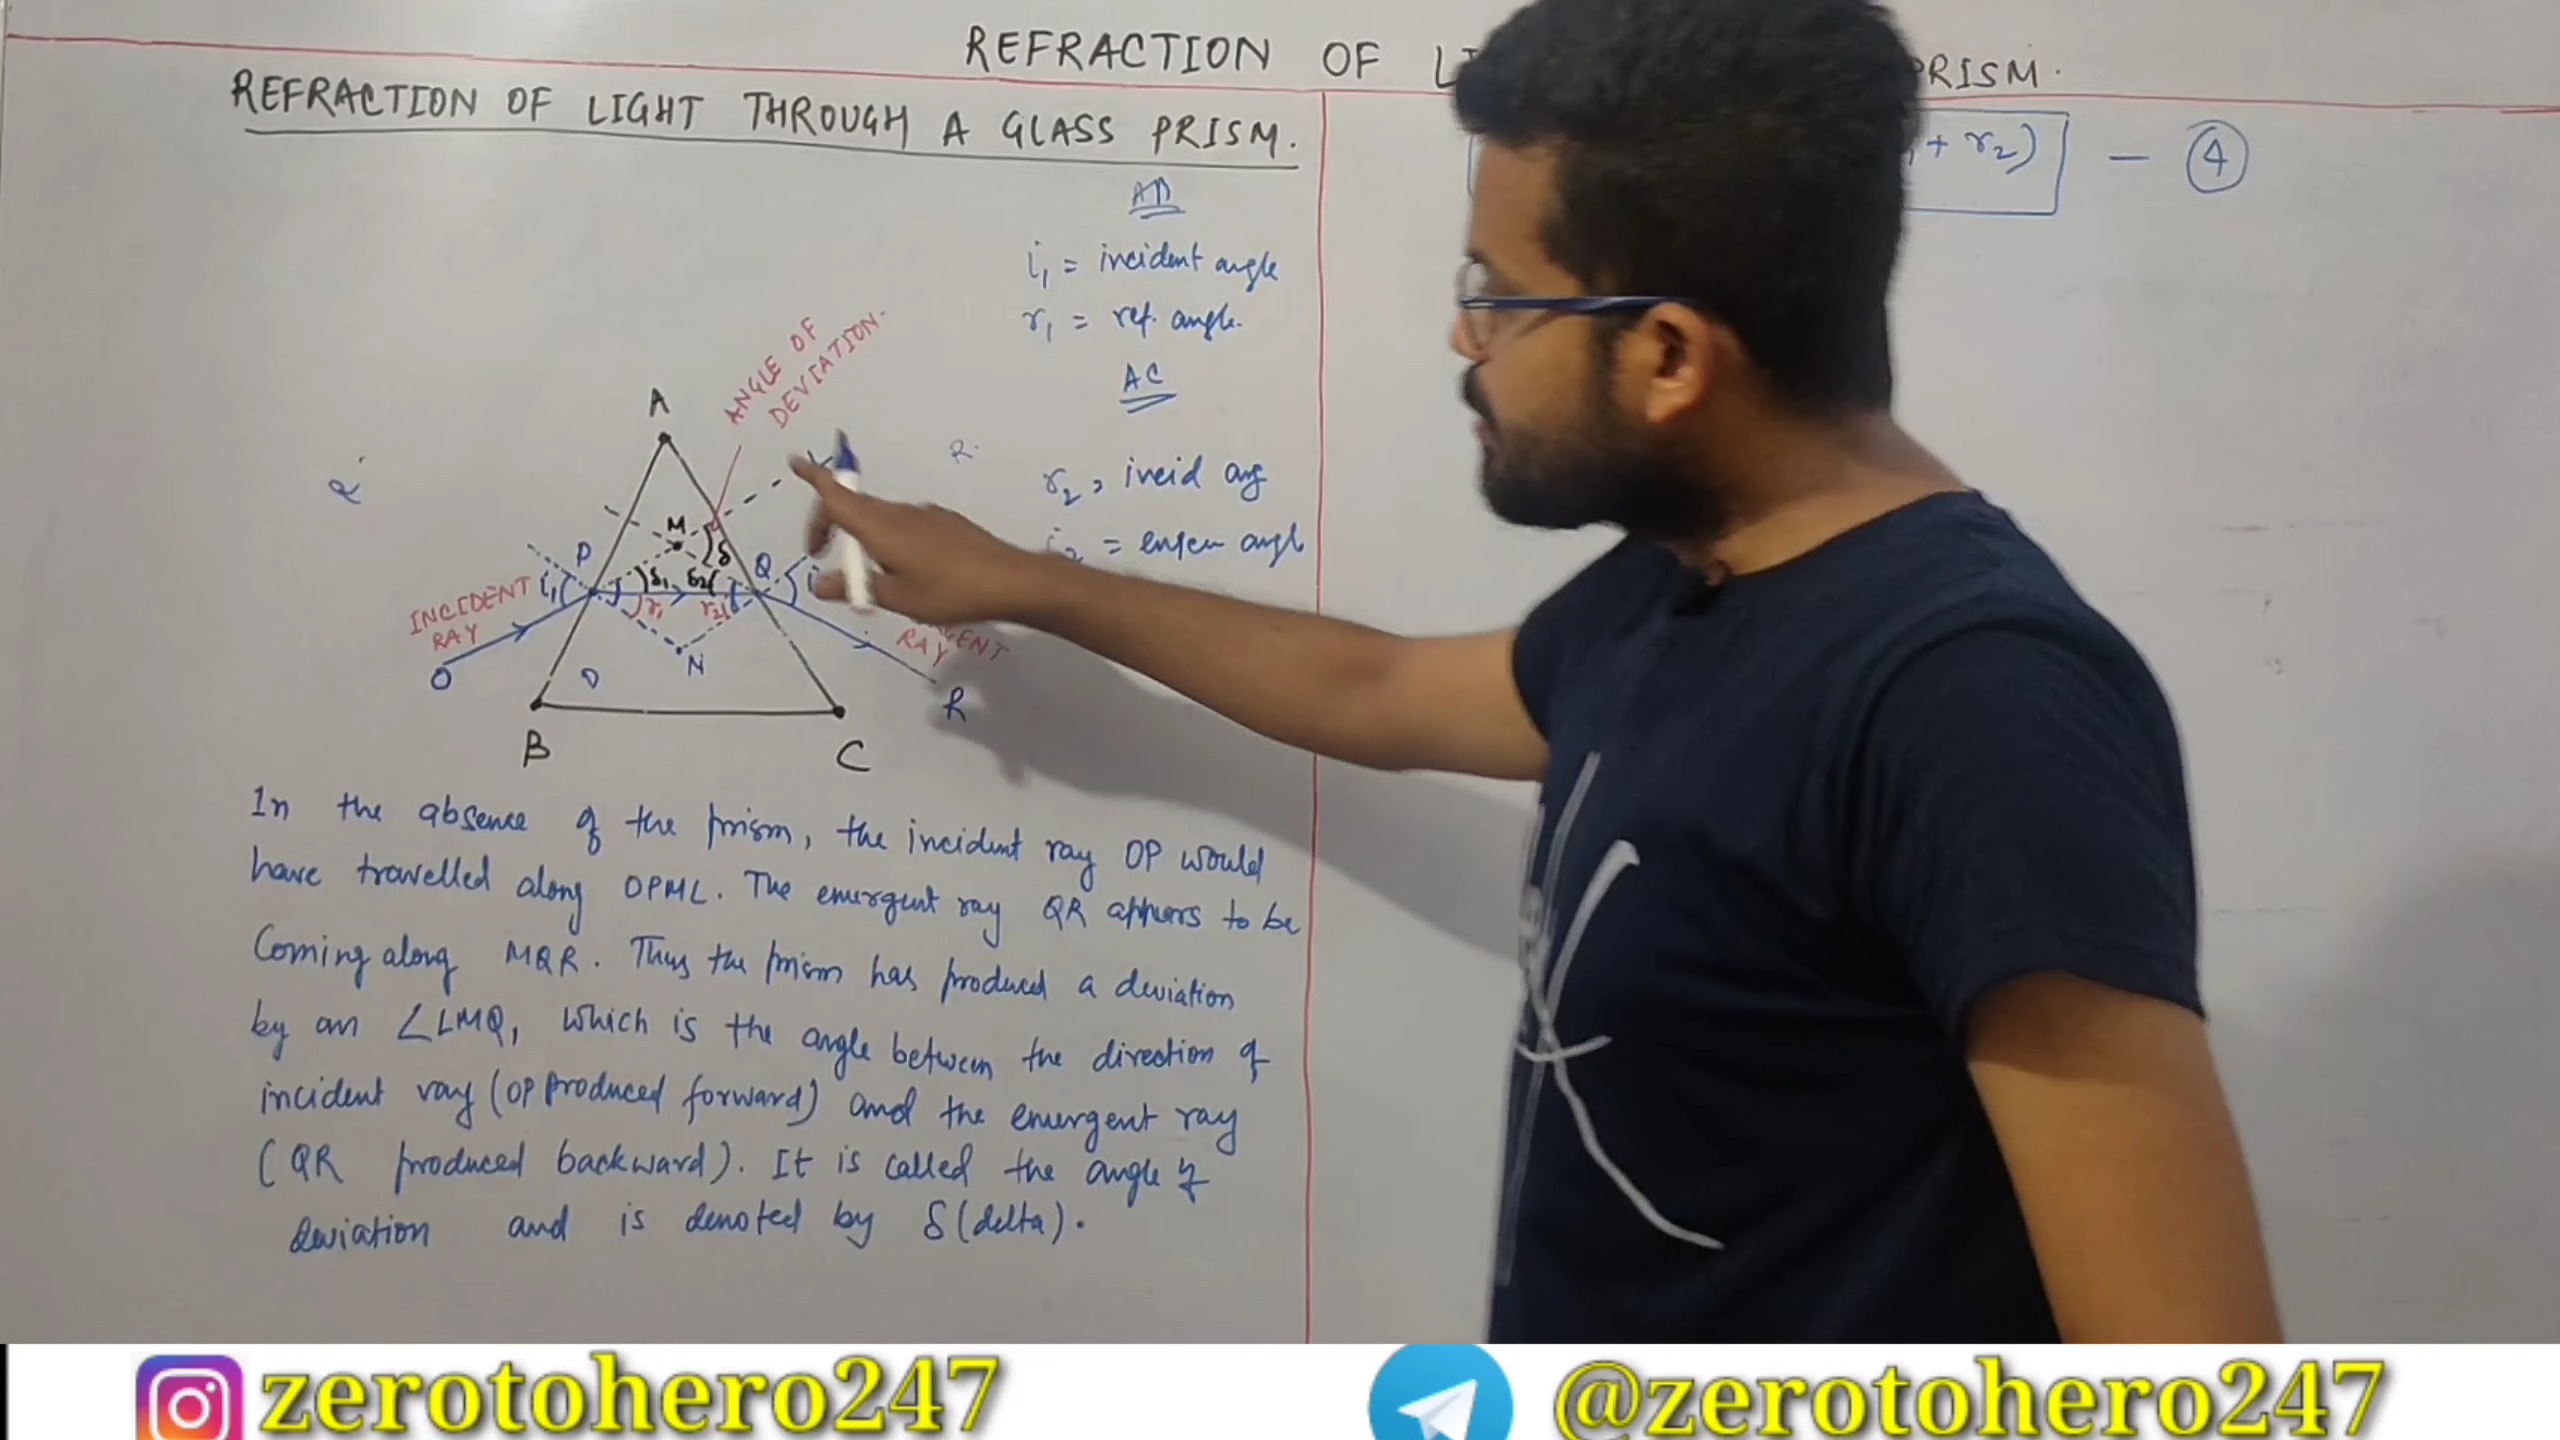 REFRACTION OF
PRISM.
REFRACTION OF LIGHT THROUGH A GLASS PRISM.
+ r₂) — ④
i₁ = incident angle
r₁ = ref. angle.
AC
r₂, incid ang
= angl
ANGLE OF
DEVIATION.
A
R.
M
δ
P
Q
i₁
δ₁
δ₂
r₁
r₂
INCIDENT
RAY
N
RAY
O
R
B
C
In the absence of the prism, the incident ray OP would
have travelled along OPML. The emergent ray QR appears to be
Coming along MQR. Thus the prism has produced a deviation
by an ∠LMQ, which is the angle between the direction of
incident ray (OP produced forward) and the emergent ray
(QR produced backward). It is called the angle of
deviation and is denoted by δ (delta).
zerotohero247
@zerotohero247